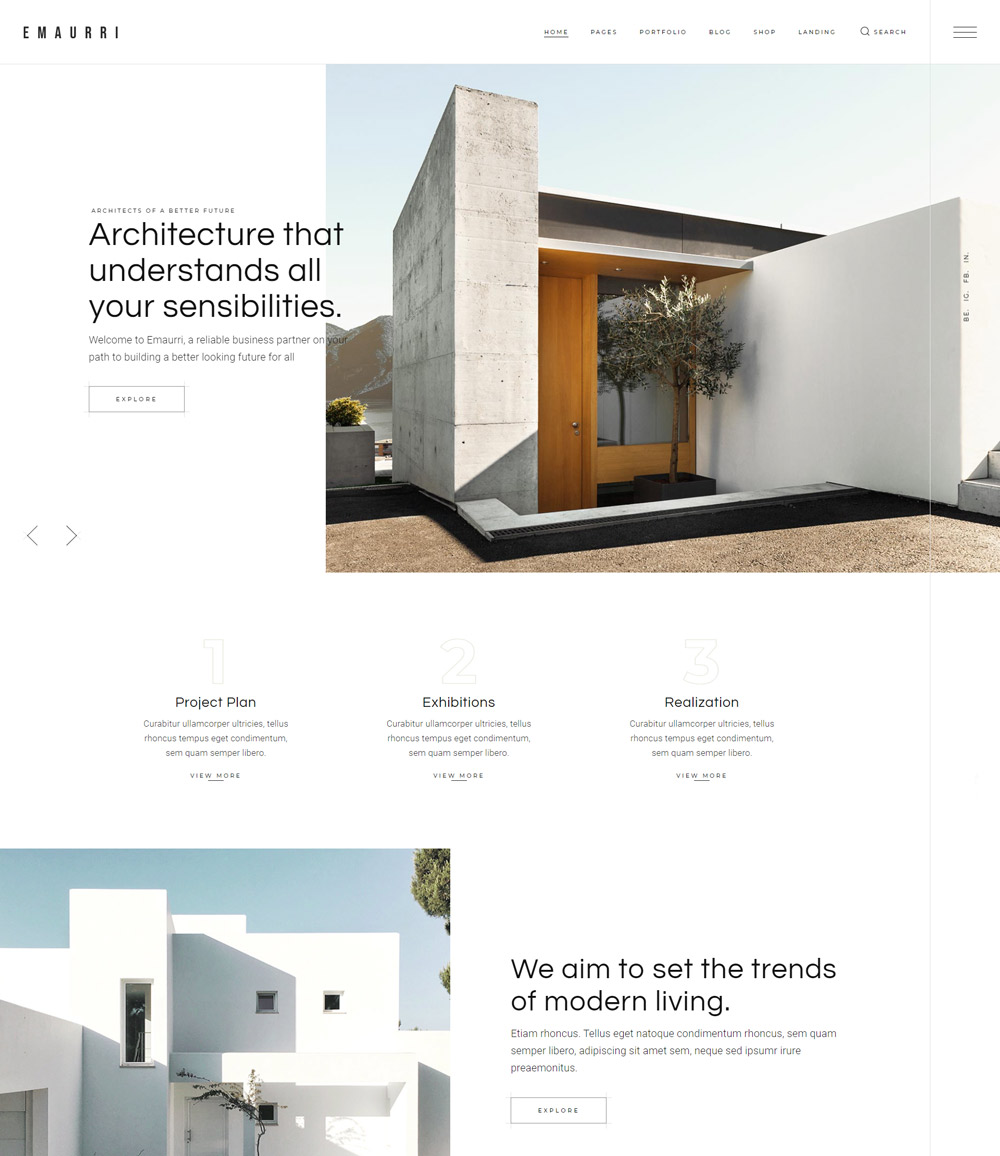 EMAURRI
HOME PAGES PORTFOLIO BLOG SHOP LANDING SEARCH
ARCHITECTS OF A BETTER FUTURE
Architecture that
understands all
your sensibilities.
Welcome to Emaurri, a reliable business partner on your
path to building a better looking future for all
EXPLORE
BE. IG. FB. IN.
1
Project Plan
Curabitur ullamcorper ultricies, tellus
rhoncus tempus eget condimentum,
sem quam semper libero.
VIEW MORE
2
Exhibitions
Curabitur ullamcorper ultricies, tellus
rhoncus tempus eget condimentum,
sem quam semper libero.
VIEW MORE
3
Realization
Curabitur ullamcorper ultricies, tellus
rhoncus tempus eget condimentum,
sem quam semper libero.
VIEW MORE
We aim to set the trends
of modern living.
Etiam rhoncus. Tellus eget natoque condimentum rhoncus, sem quam
semper libero, adipiscing sit amet sem, neque sed ipsumr irure
praemonitus.
EXPLORE